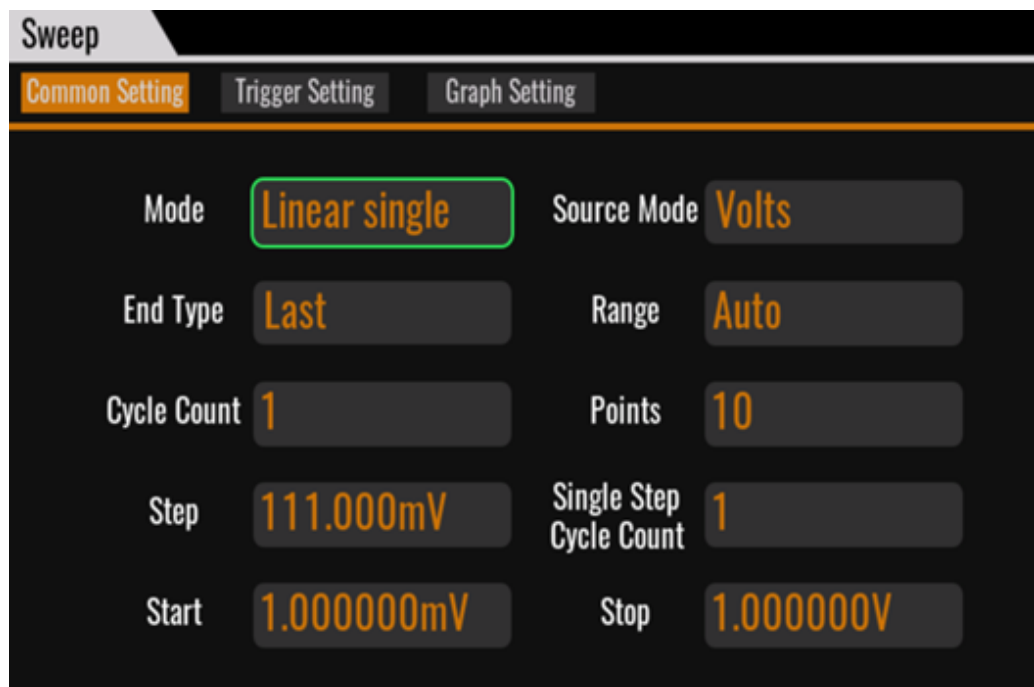 Sweep
Common Setting Trigger Setting Graph Setting
Mode Linear single Source Mode Volts
End Type Last Range Auto
Cycle Count 1 Points 10
Step 111.000mV Single Step
Cycle Count 1
Start 1.000000mV Stop 1.000000V